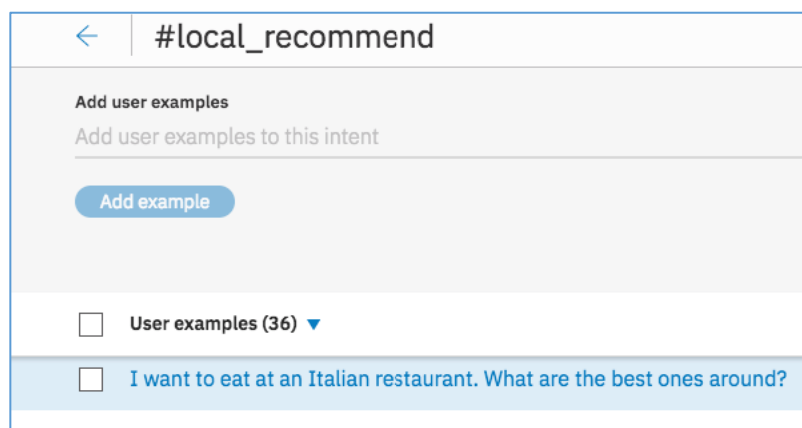 #local_recommend
Add user examples
Add user examples to this intent
Add example
User examples (36)
I want to eat at an Italian restaurant. What are the best ones around?